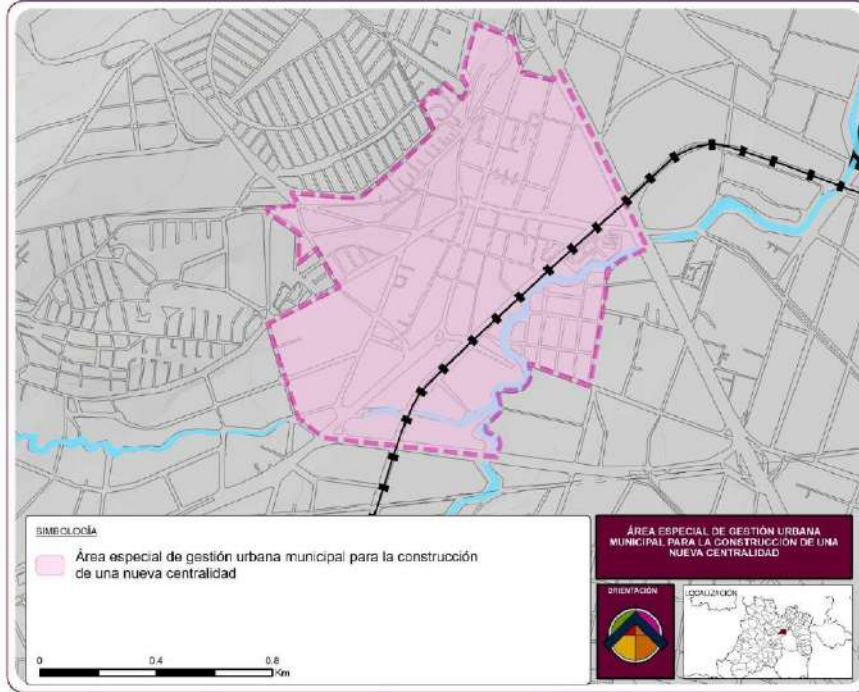 SIMBOLOGÍA
Área especial de gestión urbana municipal para la construcción
de una nueva centralidad
0 0.4 0.8
Km
ÁREA ESPECIAL DE GESTIÓN URBANA
MUNICIPAL PARA LA CONSTRUCCIÓN DE UNA
NUEVA CENTRALIDAD
ORIENTACIÓN
LOCALIZACIÓN